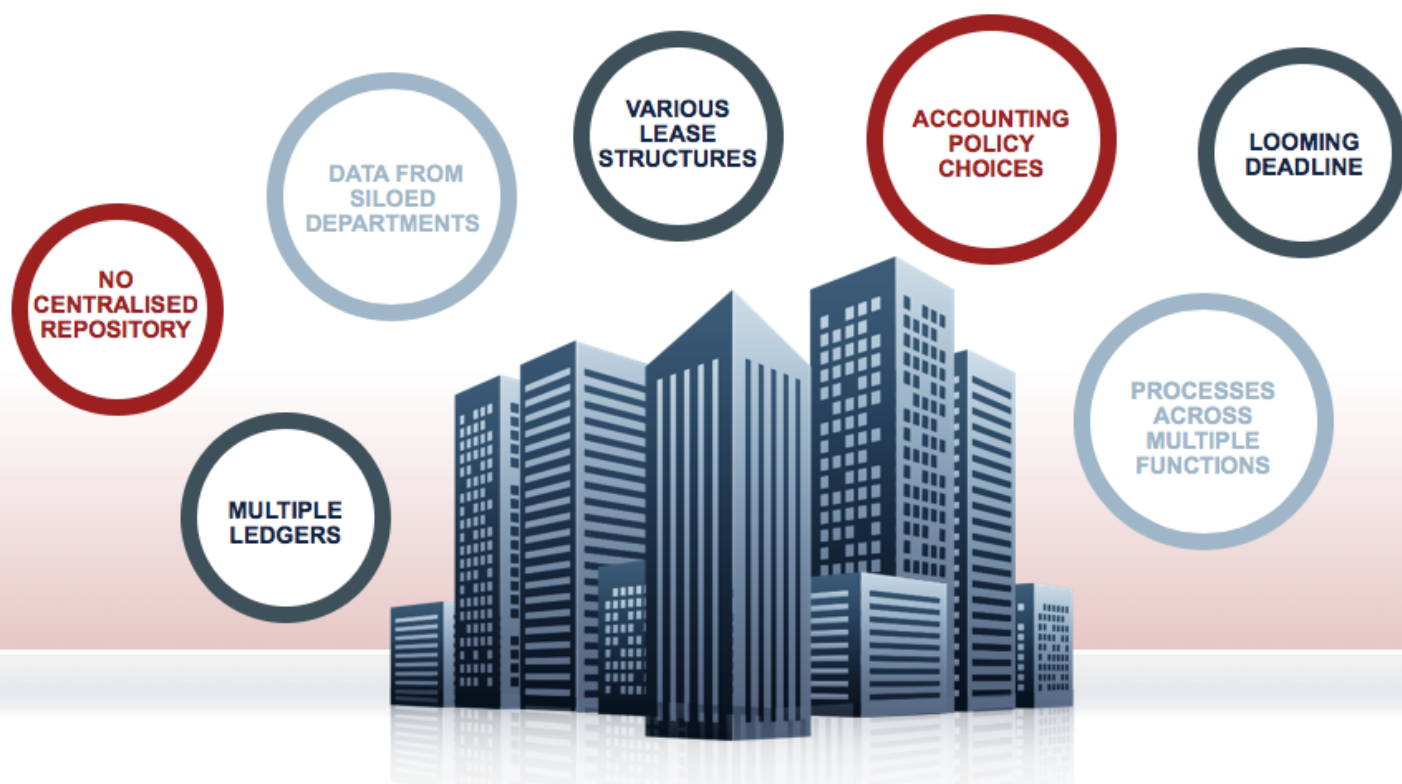 NO
CENTRALISED
REPOSITORY
MULTIPLE
LEDGERS
DATA FROM
SILOED
DEPARTMENTS
VARIOUS
LEASE
STRUCTURES
ACCOUNTING
POLICY
CHOICES
LOOMING
DEADLINE
PROCESSES
ACROSS
MULTIPLE
FUNCTIONS